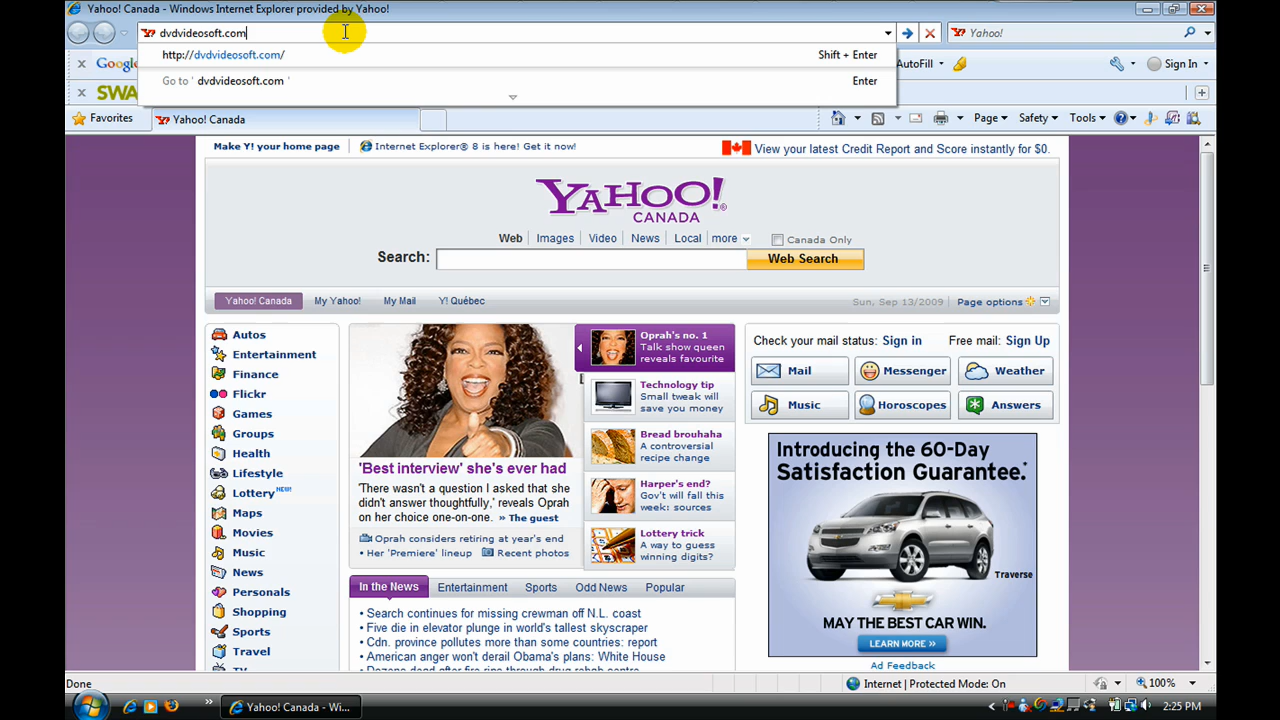 Yahoo! Canada - Windows Internet Explorer provided by Yahoo!
dvdvideosoft.com
Yahoo!
http://dvdvideosoft.com/ Shift + Enter
Go to ' dvdvideosoft.com ' Enter
Googl
AutoFill
Sign In
SWA
Favorites
Yahoo! Canada
Page
Safety
Tools
Make Y! your home page
Internet Explorer® 8 is here! Get it now!
View your latest Credit Report and Score instantly for $0.
YAHOO!
CANADA
Web Images Video News Local more Canada Only
Search: Web Search
Yahoo! Canada My Yahoo! My Mail Y! Québec
Sun, Sep 13/2009 Page options
Autos
Entertainment
Finance
Flickr
Games
Groups
Health
Lifestyle
Lottery NEW!
Maps
Movies
Music
News
Personals
Shopping
Sports
Travel
TV
'Best interview' she's ever had
'There wasn't a question I asked that she
didn't answer thoughtfully,' reveals Oprah
on her choice one-on-one. » The guest
Oprah considers retiring at year's end
• Her 'Premiere' lineup Recent photos
Oprah's no. 1
Talk show queen
reveals favourite
Technology tip
Small tweak will
save you money
Bread brouhaha
A controversial
recipe change
Harper's end?
Gov't will fall this
week: sources
Lottery trick
A way to guess
winning digits?
In the News Entertainment Sports Odd News Popular
• Search continues for missing crewman off N.L. coast
• Five die in elevator plunge in world's tallest skyscraper
• Cdn. province pollutes more than some countries: report
• American anger won't derail Obama's plans: White House
Check your mail status: Sign in Free mail: Sign Up
Mail Messenger Weather
Music Horoscopes Answers
Introducing the 60-Day
Satisfaction Guarantee.*
Traverse
MAY THE BEST CAR WIN.
LEARN MORE »
Ad Feedback
Done
Internet | Protected Mode: On
100%
Yahoo! Canada - Wi...
2:25 PM